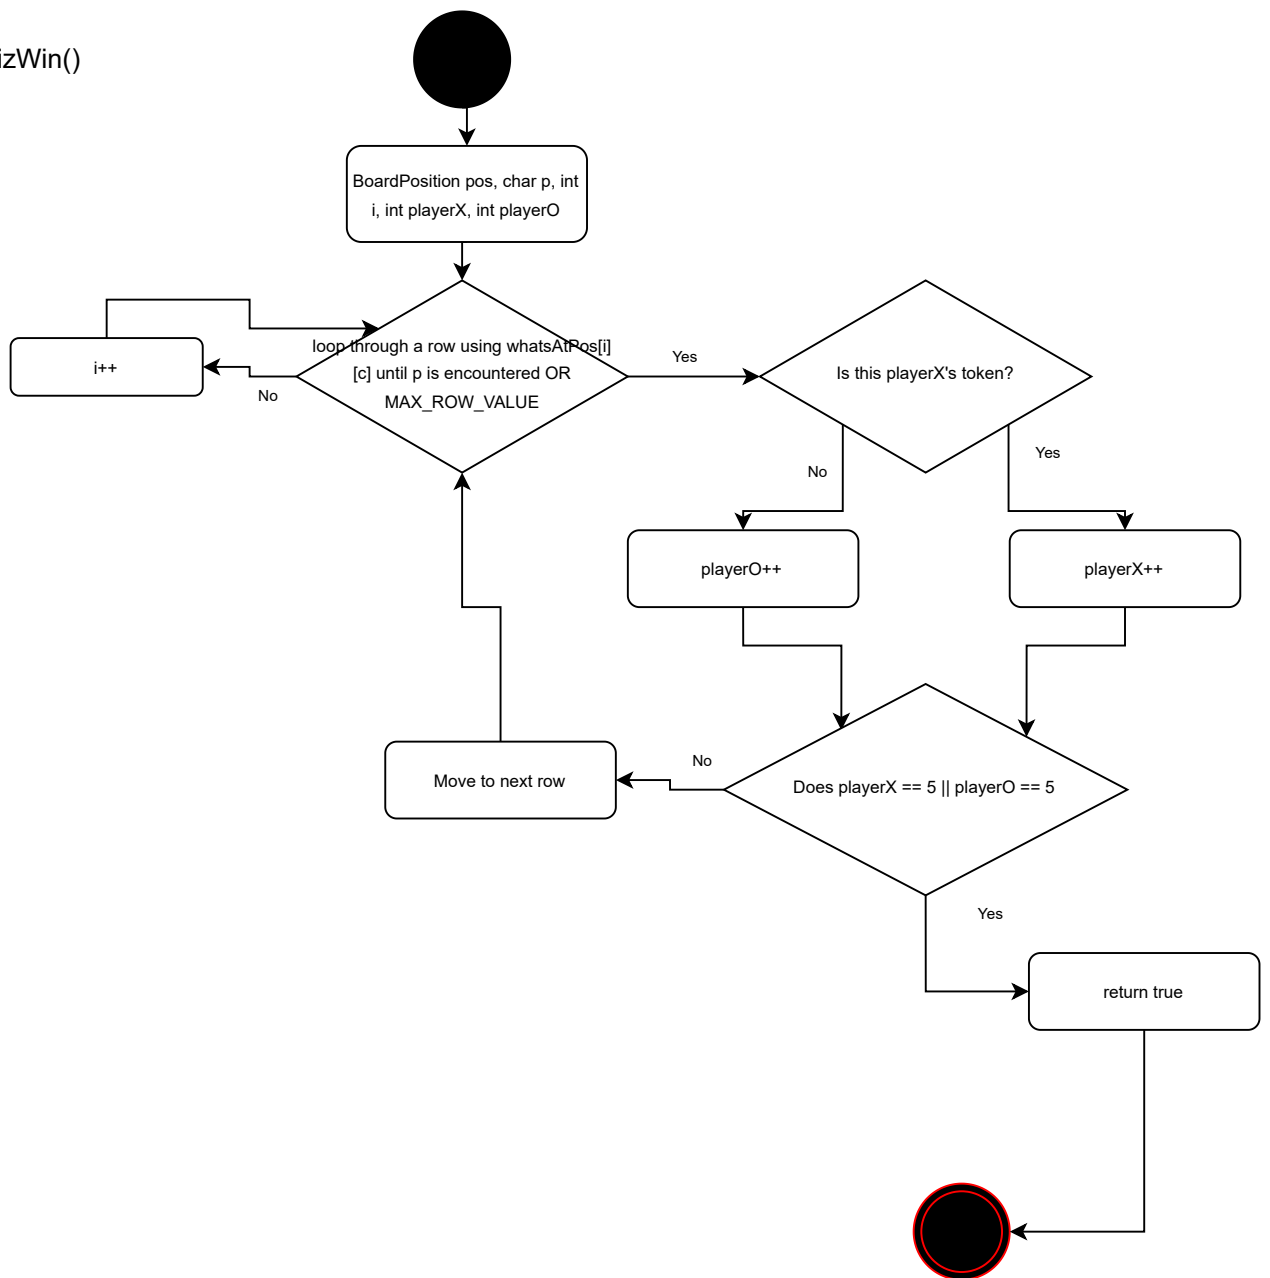 izWin()
BoardPosition pos, char p, int
i, int playerX, int playerO
loop through a row using whatsAtPos[i]
[c] until p is encountered OR
MAX_ROW_VALUE
i++
No
Yes
Is this playerX's token?
No
Yes
playerO++
playerX++
Move to next row
No
Does playerX == 5 || playerO == 5
Yes
return true